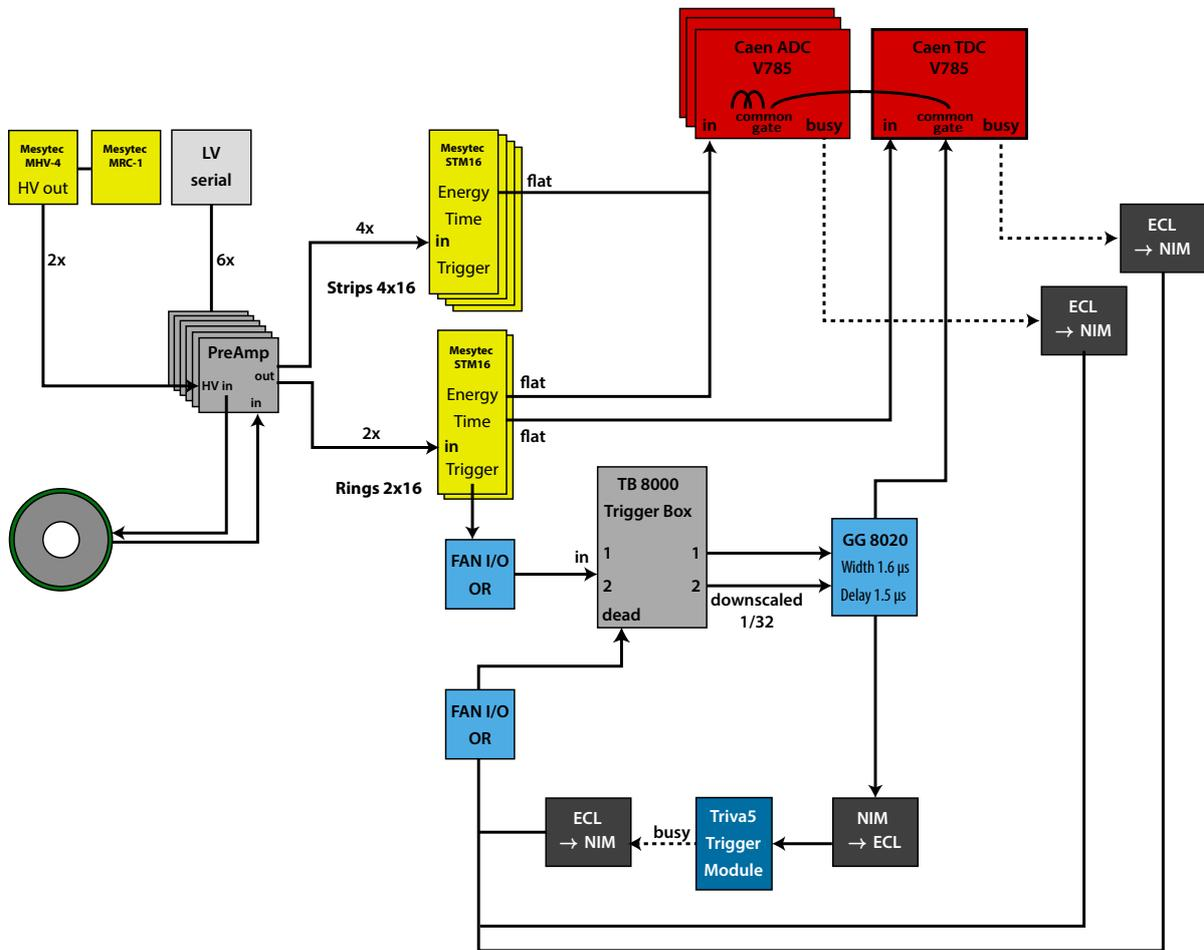 Caen ADC
V785
in
common
gate
busy
Caen TDC
V785
in
common
gate
busy
Mesytec
MHV-4
HV out
Mesytec
MRC-1
LV
serial
2x
6x
4x
Strips 4x16
Mesytec
STM16
Energy
Time
in
Trigger
flat
ECL
→ NIM
ECL
→ NIM
PreAmp
out
HV in
in
2x
Rings 2x16
Mesytec
STM16
Energy
Time
in
Trigger
flat
flat
FAN I/O
OR
in
TB 8000
Trigger Box
1 1
2 2
dead
downscaled
1/32
GG 8020
Width 1.6 µs
Delay 1.5 µs
FAN I/O
OR
ECL
→ NIM
busy
Triva5
Trigger
Module
NIM
→ ECL